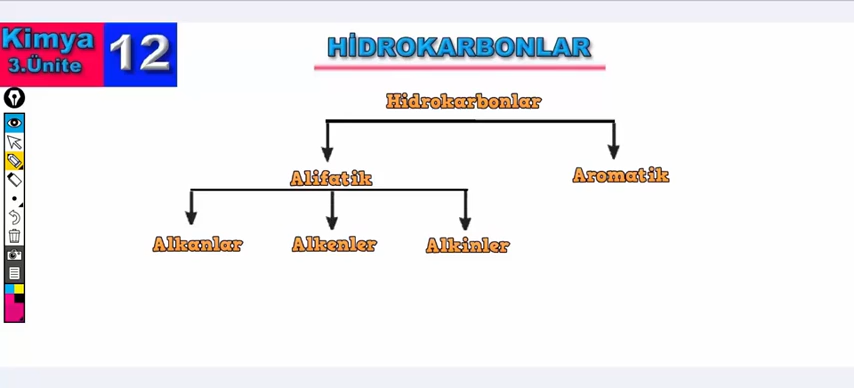 Kimya 12
3.Ünite
HİDROKARBONLAR
Hidrokarbonlar
Alifatik
Aromatik
Alkanlar
Alkenler
Alkinler